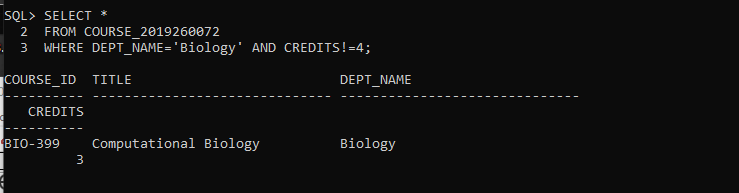 SQL> SELECT *
  2  FROM COURSE_2019260072
  3  WHERE DEPT_NAME='Biology' AND CREDITS!=4;

COURSE_ID  TITLE                          DEPT_NAME
---------- ------------------------------ ------------------------------
   CREDITS
----------
BIO-399    Computational Biology          Biology
         3